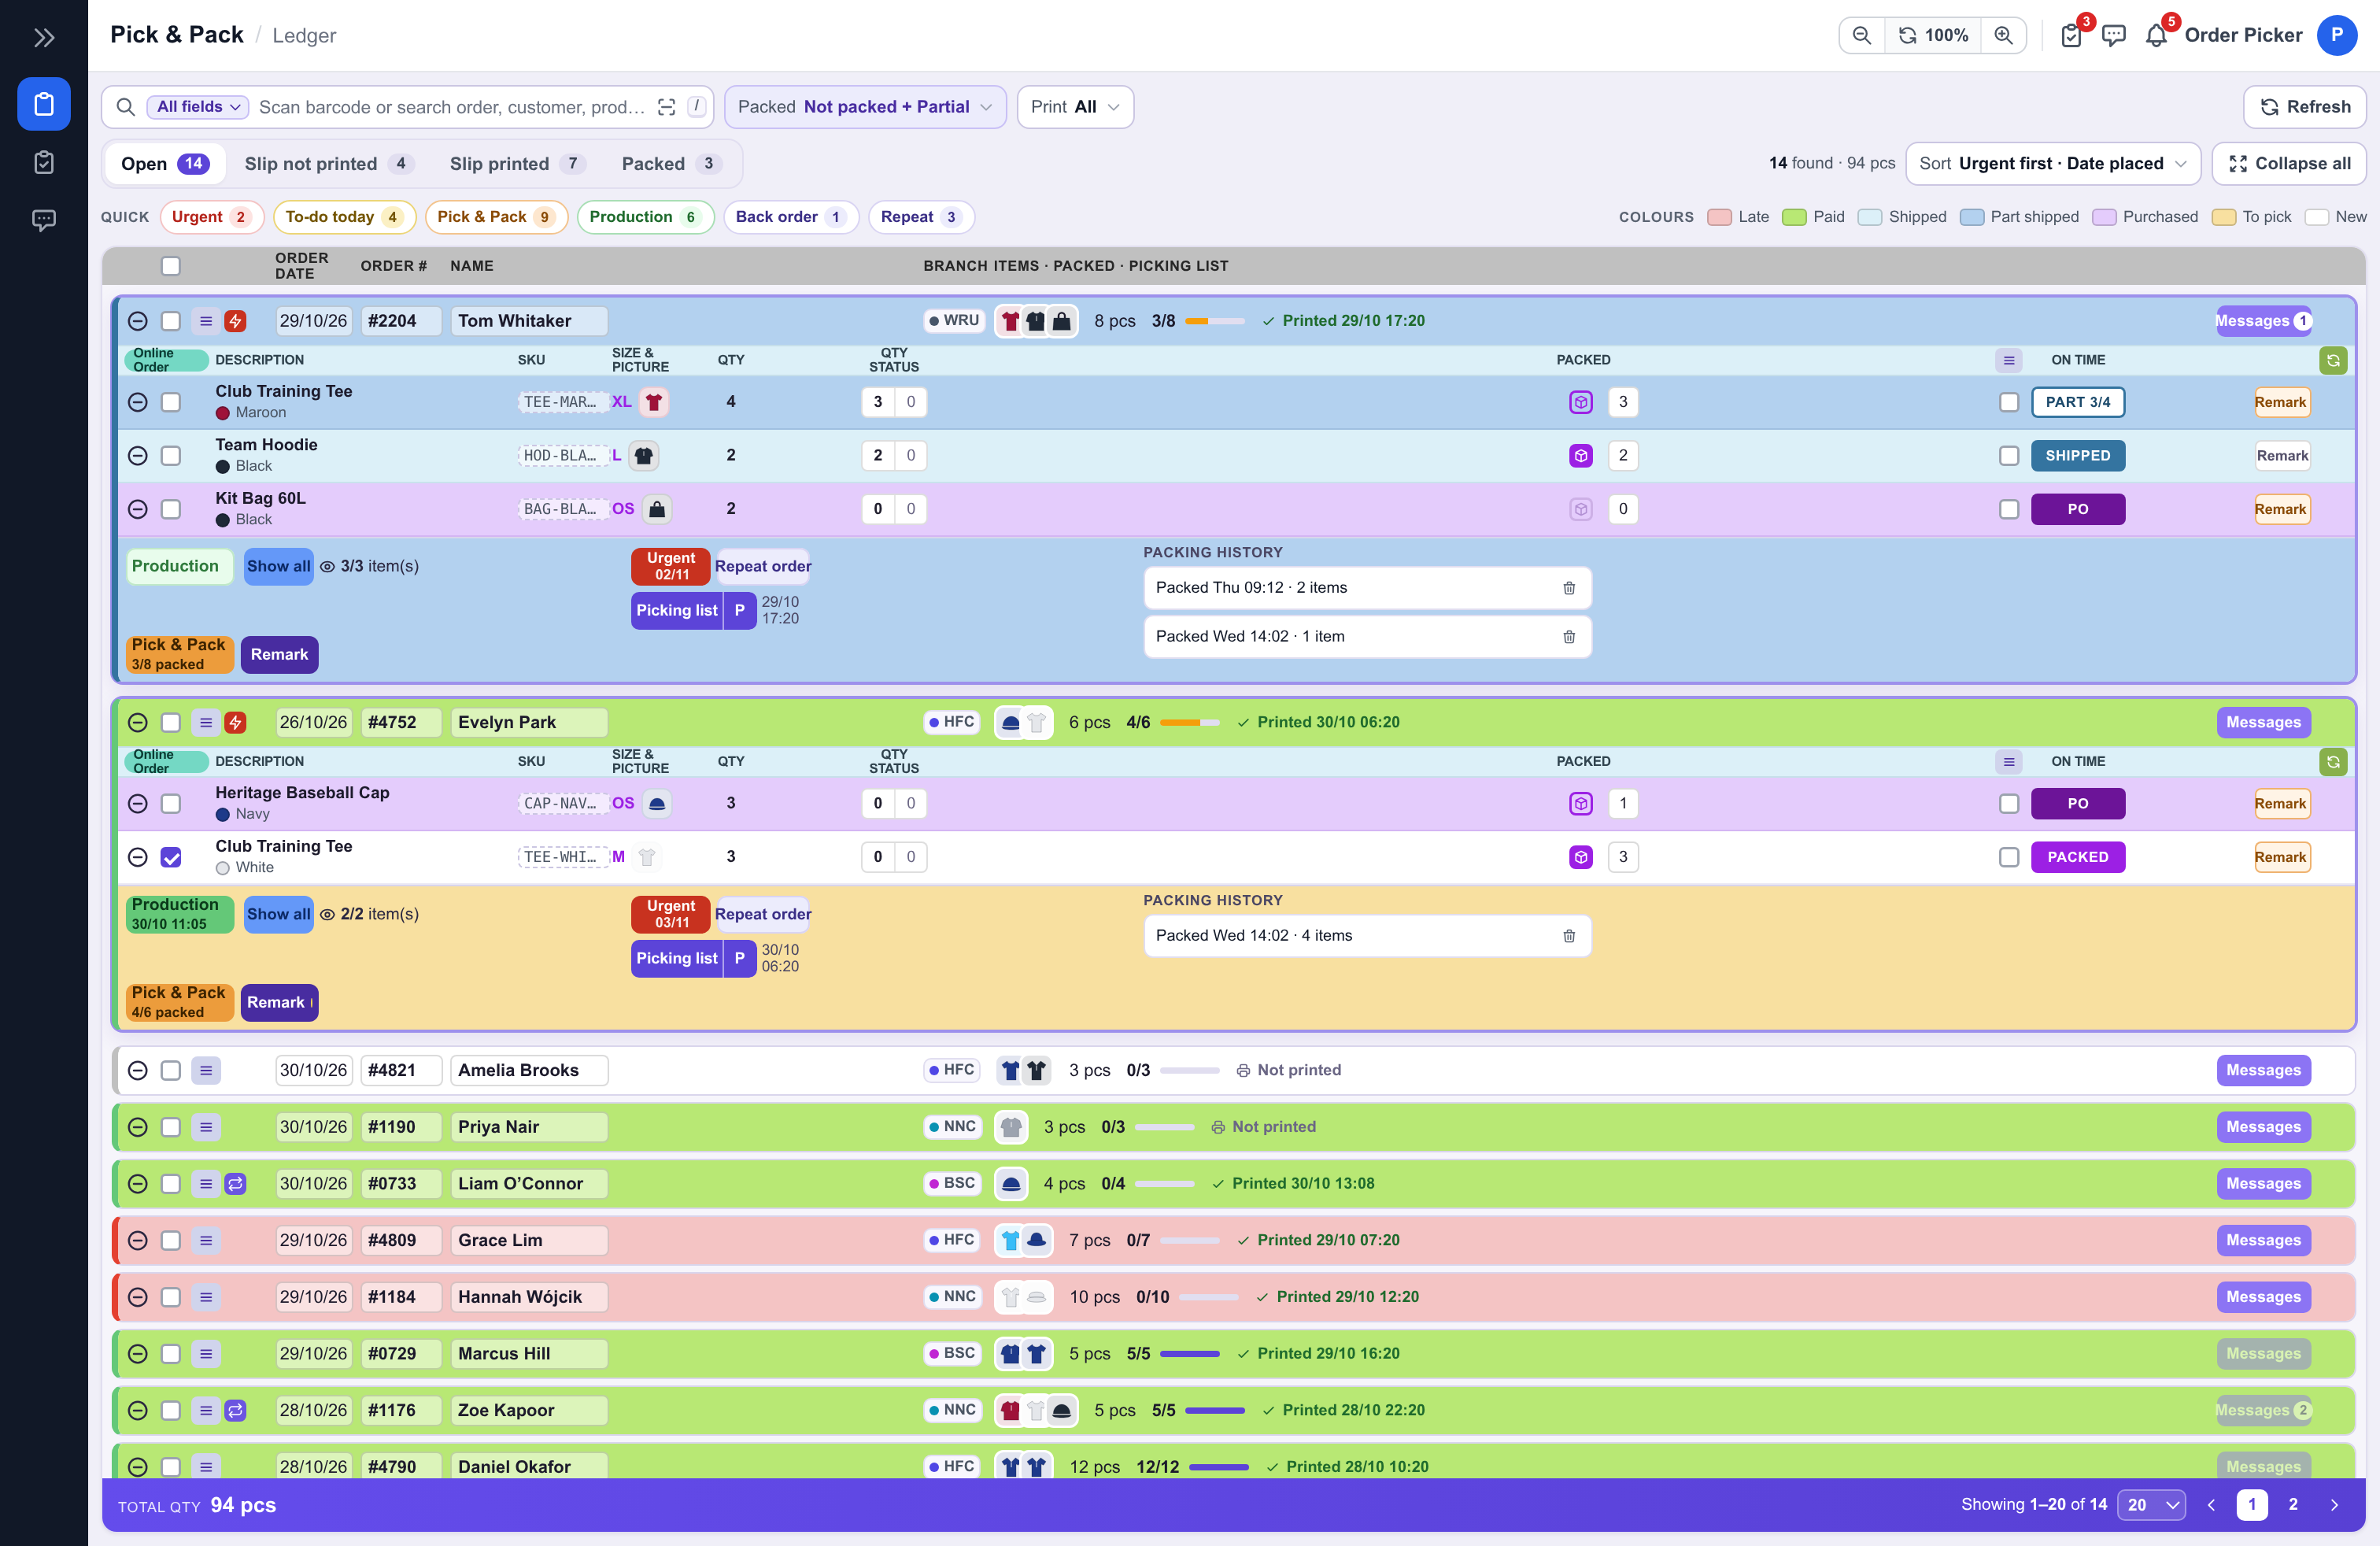 Pick & Pack / Ledger
100%
3
5
Order Picker
P
All fields
Scan barcode or search order, customer, prod…
/
Packed Not packed + Partial
Print All
Refresh
Open 14
Slip not printed 4
Slip printed 7
Packed 3
14 found · 94 pcs
Sort Urgent first · Date placed
Collapse all
QUICK
Urgent 2
To-do today 4
Pick & Pack 9
Production 6
Back order 1
Repeat 3
COLOURS
Late
Paid
Shipped
Part shipped
Purchased
To pick
New
ORDER DATE
ORDER #
NAME
BRANCH
ITEMS · PACKED · PICKING LIST
29/10/26 #2204 Tom Whitaker WRU 8 pcs 3/8 Printed 29/10 17:20 Messages 1
Online Order DESCRIPTION SKU SIZE & PICTURE QTY QTY STATUS PACKED ON TIME
Club Training Tee
Maroon
TEE-MAR… XL 4 3 0 3 PART 3/4 Remark
Team Hoodie
Black
HOD-BLA… L 2 2 0 2 SHIPPED Remark
Kit Bag 60L
Black
BAG-BLA… OS 2 0 0 0 PO Remark
Production
Show all
3/3 item(s)
Urgent
02/11
Repeat order
Picking list P
29/10
17:20
Pick & Pack
3/8 packed
Remark
PACKING HISTORY
Packed Thu 09:12 · 2 items
Packed Wed 14:02 · 1 item
26/10/26 #4752 Evelyn Park HFC 6 pcs 4/6 Printed 30/10 06:20 Messages
Online Order DESCRIPTION SKU SIZE & PICTURE QTY QTY STATUS PACKED ON TIME
Heritage Baseball Cap
Navy
CAP-NAV… OS 3 0 0 1 PO Remark
Club Training Tee
White
TEE-WHI… M 3 0 0 3 PACKED Remark
Production
30/10 11:05
Show all
2/2 item(s)
Urgent
03/11
Repeat order
Picking list P
30/10
06:20
Pick & Pack
4/6 packed
Remark
PACKING HISTORY
Packed Wed 14:02 · 4 items
30/10/26 #4821 Amelia Brooks HFC 3 pcs 0/3 Not printed Messages
30/10/26 #1190 Priya Nair NNC 3 pcs 0/3 Not printed Messages
30/10/26 #0733 Liam O’Connor BSC 4 pcs 0/4 Printed 30/10 13:08 Messages
29/10/26 #4809 Grace Lim HFC 7 pcs 0/7 Printed 29/10 07:20 Messages
29/10/26 #1184 Hannah Wójcik NNC 10 pcs 0/10 Printed 29/10 12:20 Messages
29/10/26 #0729 Marcus Hill BSC 5 pcs 5/5 Printed 29/10 16:20 Messages
28/10/26 #1176 Zoe Kapoor NNC 5 pcs 5/5 Printed 28/10 22:20 Messages 2
28/10/26 #4790 Daniel Okafor HFC 12 pcs 12/12 Printed 28/10 10:20 Messages
TOTAL QTY 94 pcs
Showing 1–20 of 14
20
1
2